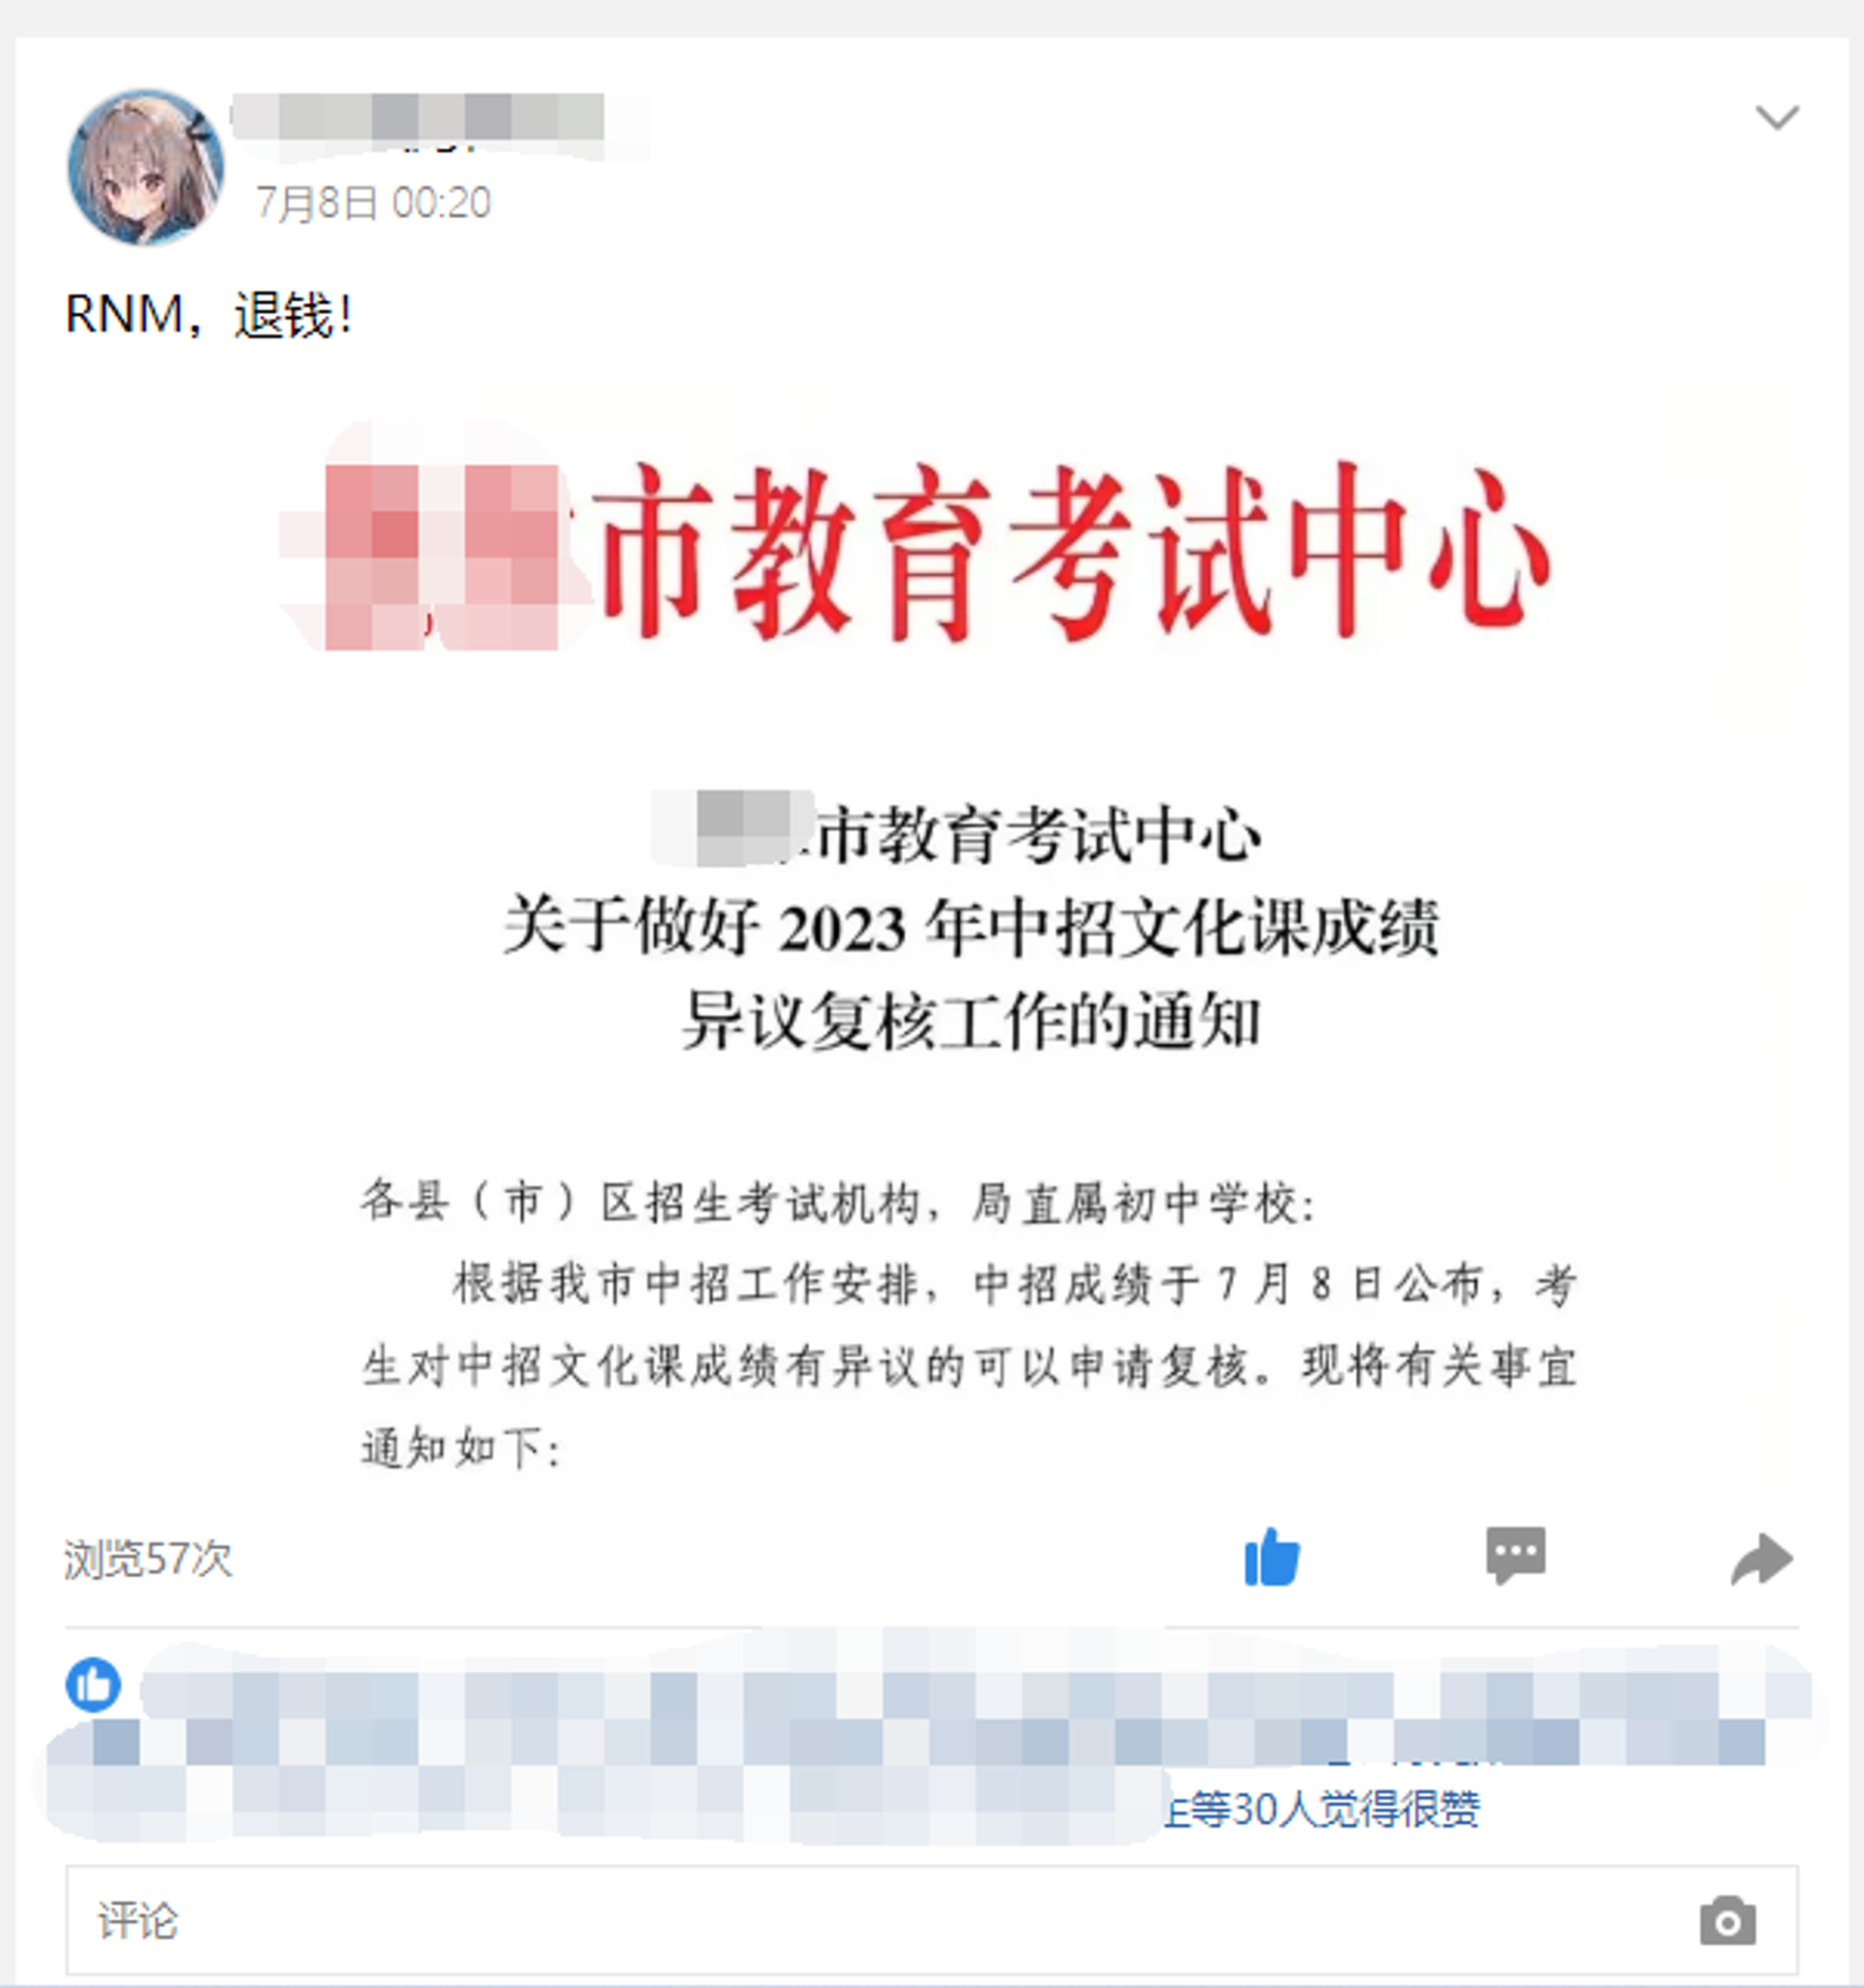 7月8日 00:20
RNM，退钱！
市教育考试中心
市教育考试中心
关于做好 2023 年中招文化课成绩
异议复核工作的通知
各县（市）区招生考试机构，局直属初中学校：
根据我市中招工作安排，中招成绩于 7 月 8 日公布，考
生对中招文化课成绩有异议的可以申请复核。现将有关事宜
通知如下：
浏览57次
等30人觉得很赞
评论